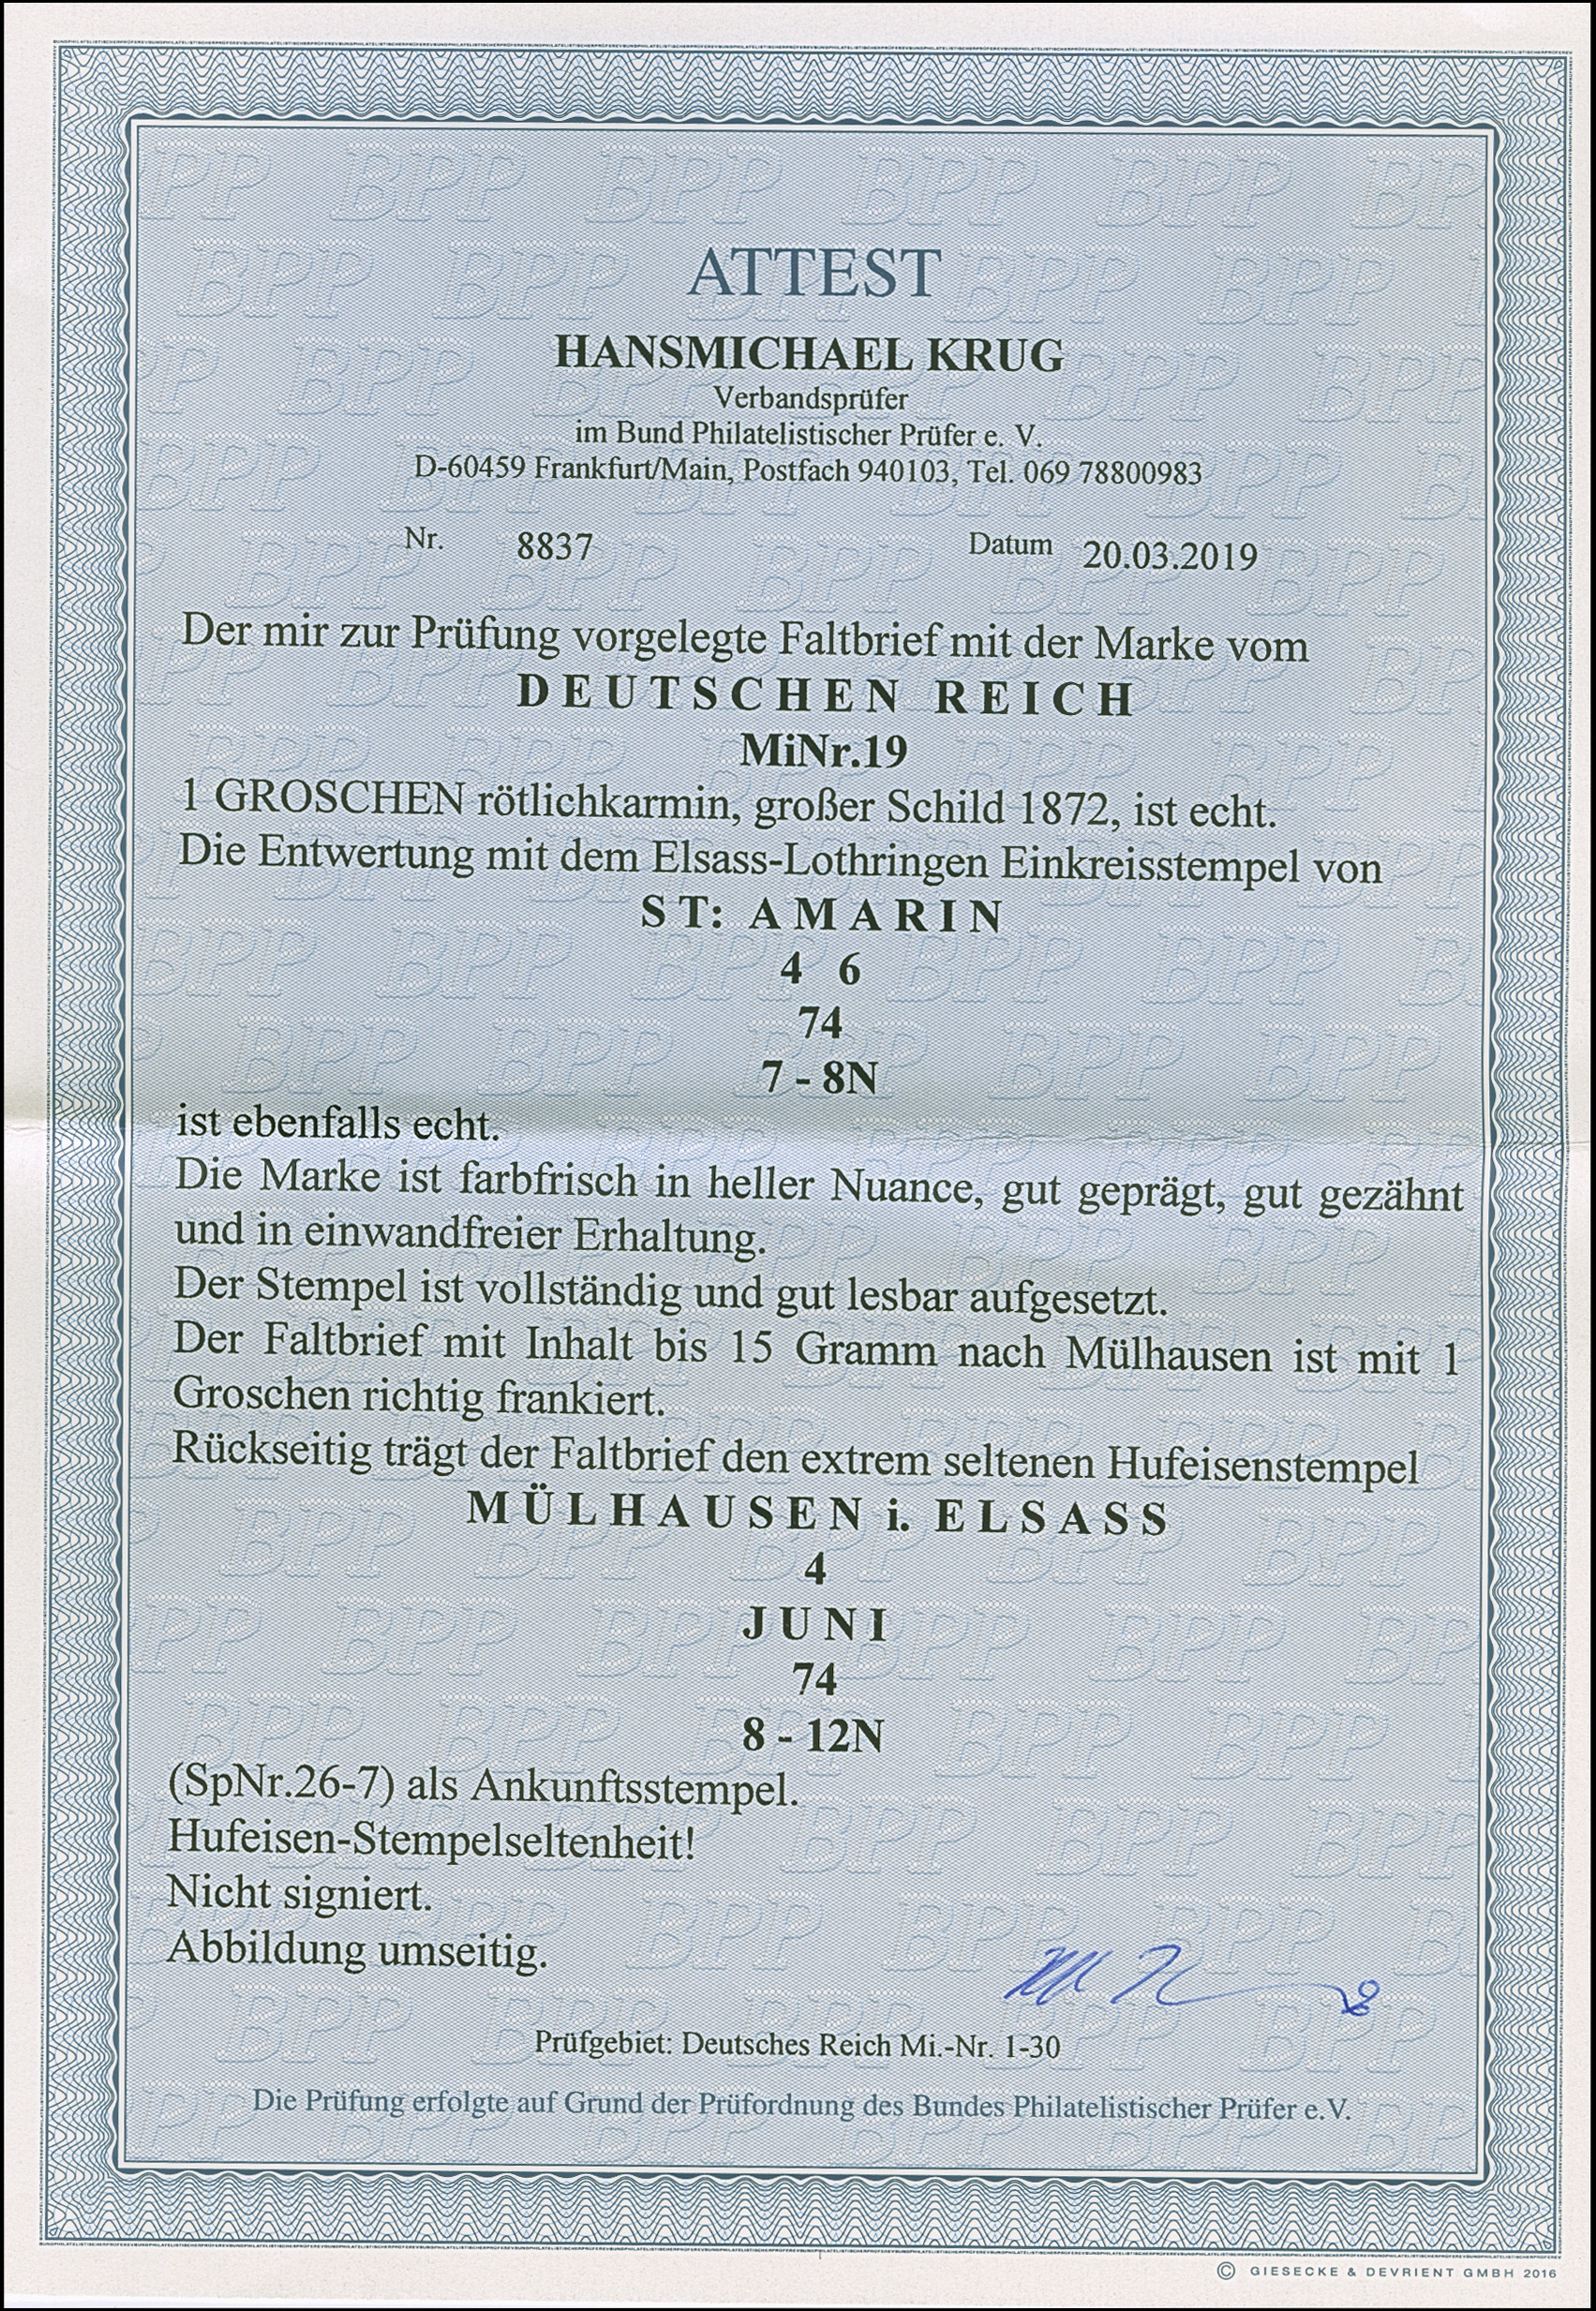 ATTEST
HANSMICHAEL KRUG
Verbandsprüfer
im Bund Philatelistischer Prüfer e. V.
D-60459 Frankfurt/Main, Postfach 940103, Tel. 069 78800983
Nr. 8837 Datum 20.03.2019
Der mir zur Prüfung vorgelegte Faltbrief mit der Marke vom
DEUTSCHEN REICH
MiNr.19
1 GROSCHEN rötlichkarmin, großer Schild 1872, ist echt.
Die Entwertung mit dem Elsass-Lothringen Einkreisstempel von
ST: AMARIN
4 6
74
7 - 8N
ist ebenfalls echt.
Die Marke ist farbfrisch in heller Nuance, gut geprägt, gut gezähnt
und in einwandfreier Erhaltung.
Der Stempel ist vollständig und gut lesbar aufgesetzt.
Der Faltbrief mit Inhalt bis 15 Gramm nach Mülhausen ist mit 1
Groschen richtig frankiert.
Rückseitig trägt der Faltbrief den extrem seltenen Hufeisenstempel
MÜLHAUSEN i. ELSASS
4
JUNI
74
8 - 12N
(SpNr.26-7) als Ankunftsstempel.
Hufeisen-Stempelseltenheit!
Nicht signiert.
Abbildung umseitig.
Prüfgebiet: Deutsches Reich Mi.-Nr. 1-30
Die Prüfung erfolgte auf Grund der Prüfordnung des Bundes Philatelistischer Prüfer e.V.
© GIESECKE & DEVRIENT GMBH 2016